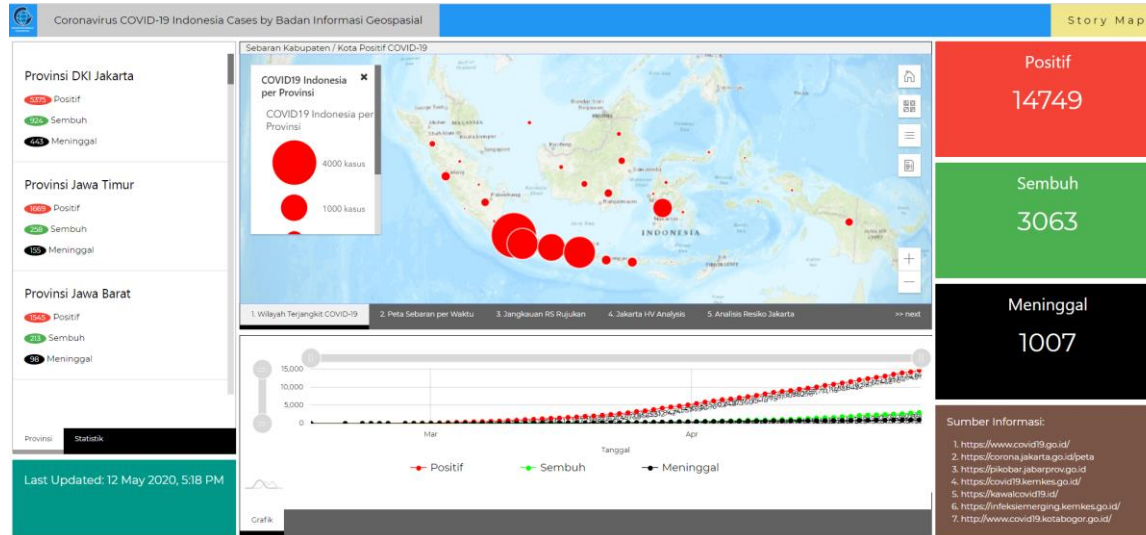 Coronavirus COVID-19 Indonesia Cases by Badan Informasi Geospasial
Story Map
Provinsi DKI Jakarta
5375 Positif
924 Sembuh
443 Meninggal
Provinsi Jawa Timur
1669 Positif
258 Sembuh
155 Meninggal
Provinsi Jawa Barat
1545 Positif
213 Sembuh
98 Meninggal
Provinsi
Statistik
Last Updated: 12 May 2020, 5:18 PM
Sebaran Kabupaten / Kota Positif COVID-19
COVID19 Indonesia
per Provinsi
COVID19 Indonesia per
Provinsi
4000 kasus
1000 kasus
MALAYSIA
Kuala Lumpur
Singapore
Palembang
INDONESIA
1. Wilayah Terjangkit COVID-19
2. Peta Sebaran per Waktu
3. Jangkauan RS Rujukan
4. Jakarta HV Analysis
5. Analisis Resiko Jakarta
>> next
15,000
10,000
5,000
0
Mar
Apr
Tanggal
Positif
Sembuh
Meninggal
Grafik
Positif
14749
Sembuh
3063
Meninggal
1007
Sumber Informasi:
1. https://www.covid19.go.id/
2. https://corona.jakarta.go.id/peta
3. https://pikobar.jabarprov.go.id
4. https://covid19.kemkes.go.id/
5. https://kawalcovid19.id/
6. https://infeksiemerging.kemkes.go.id/
7. http://www.covid19.kotabogor.go.id/